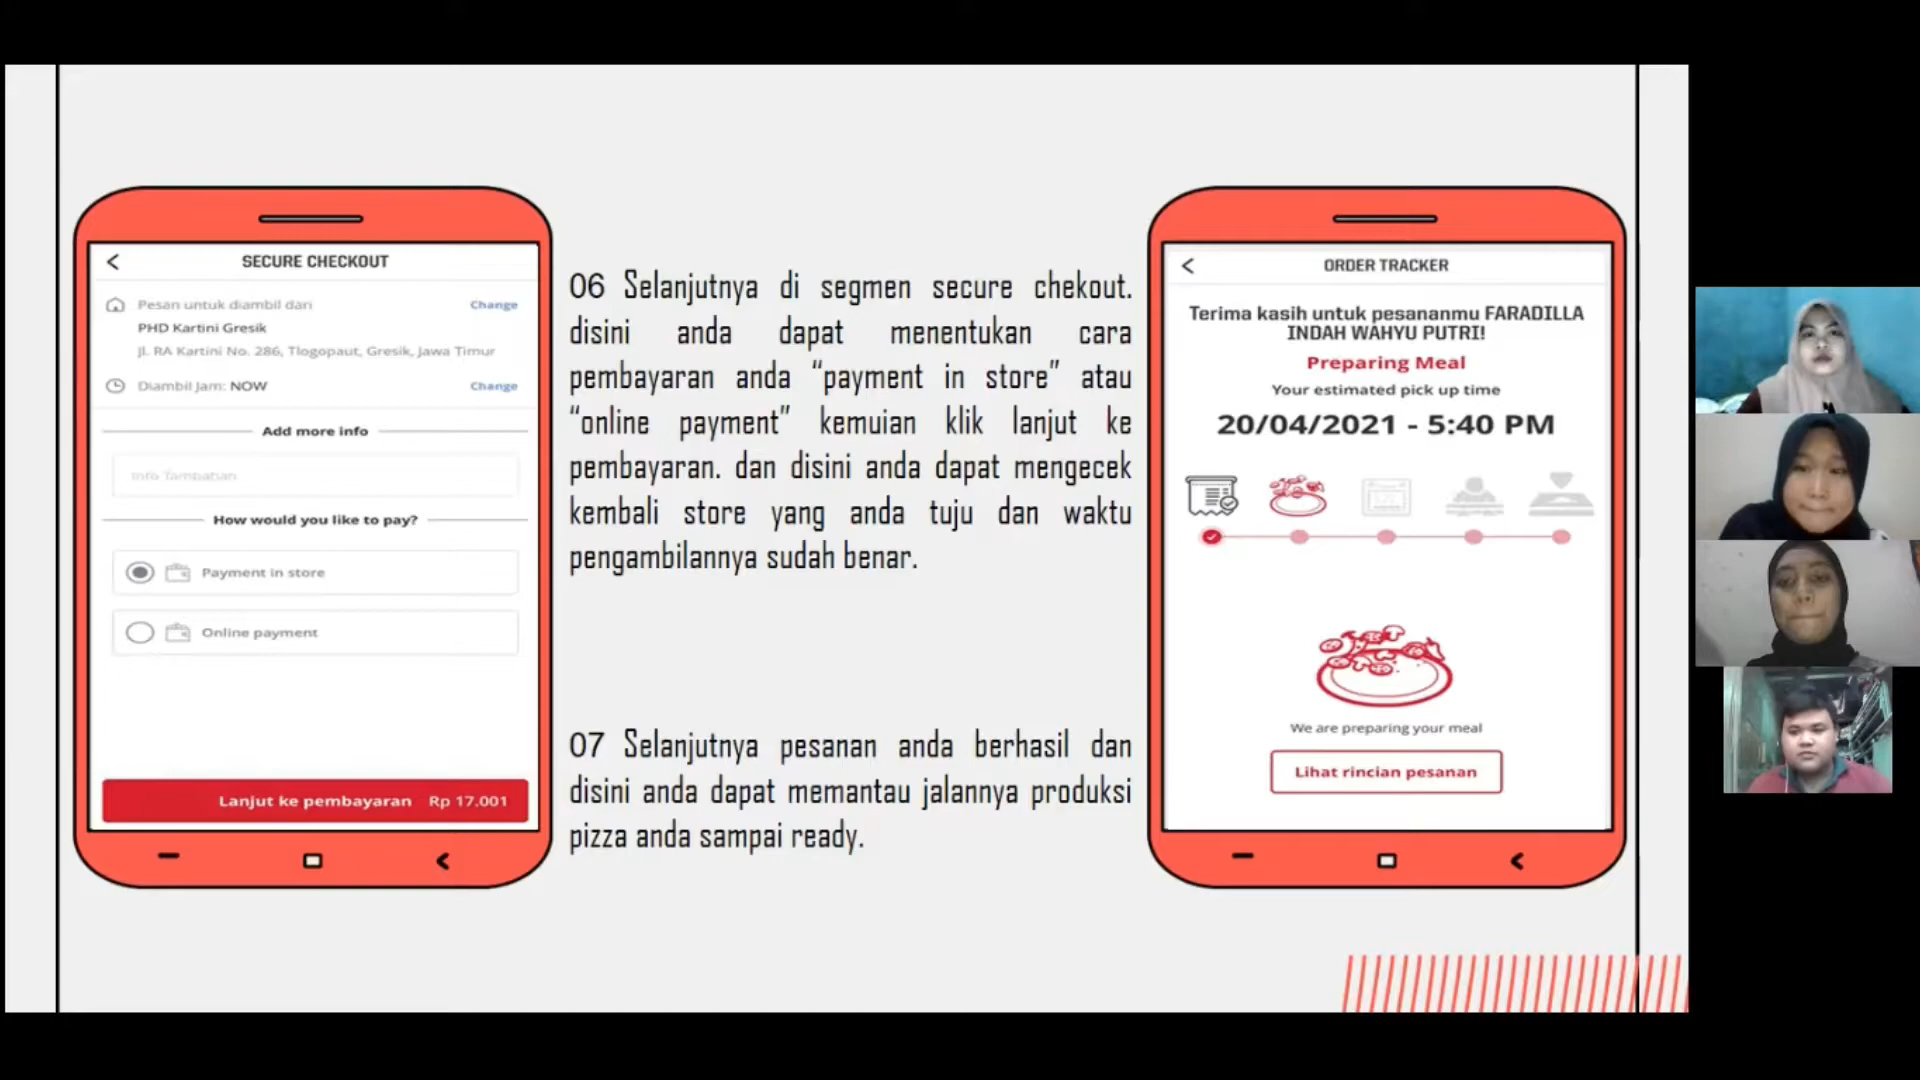 SECURE CHECKOUT
Pesan untuk diambil dari
Change
PHD Kartini Gresik
Jl. RA Kartini No. 286, Tlogopaut, Gresik, Jawa Timur
Diambil Jam: NOW
Change
Add more info
Info Tambahan
How would you like to pay?
Payment in store
Online payment
Lanjut ke pembayaran Rp 17.001
06 Selanjutnya di segmen secure chekout.
disini anda dapat menentukan cara
pembayaran anda “payment in store” atau
“online payment” kemuian klik lanjut ke
pembayaran. dan disini anda dapat mengecek
kembali store yang anda tuju dan waktu
pengambilannya sudah benar.
07 Selanjutnya pesanan anda berhasil dan
disini anda dapat memantau jalannya produksi
pizza anda sampai ready.
ORDER TRACKER
Terima kasih untuk pesananmu FARADILLA
INDAH WAHYU PUTRI!
Preparing Meal
Your estimated pick up time
20/04/2021 - 5:40 PM
We are preparing your meal
Lihat rincian pesanan